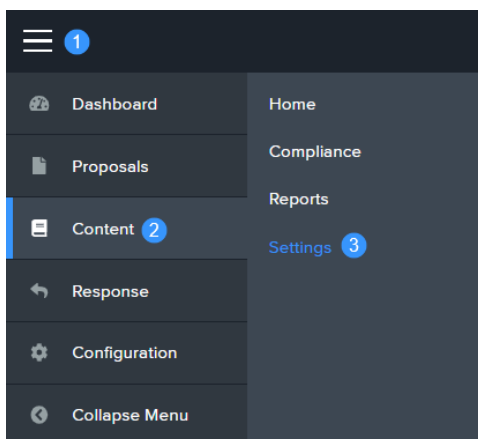 1
Dashboard
Proposals
Content 2
Response
Configuration
Collapse Menu
Home
Compliance
Reports
Settings 3